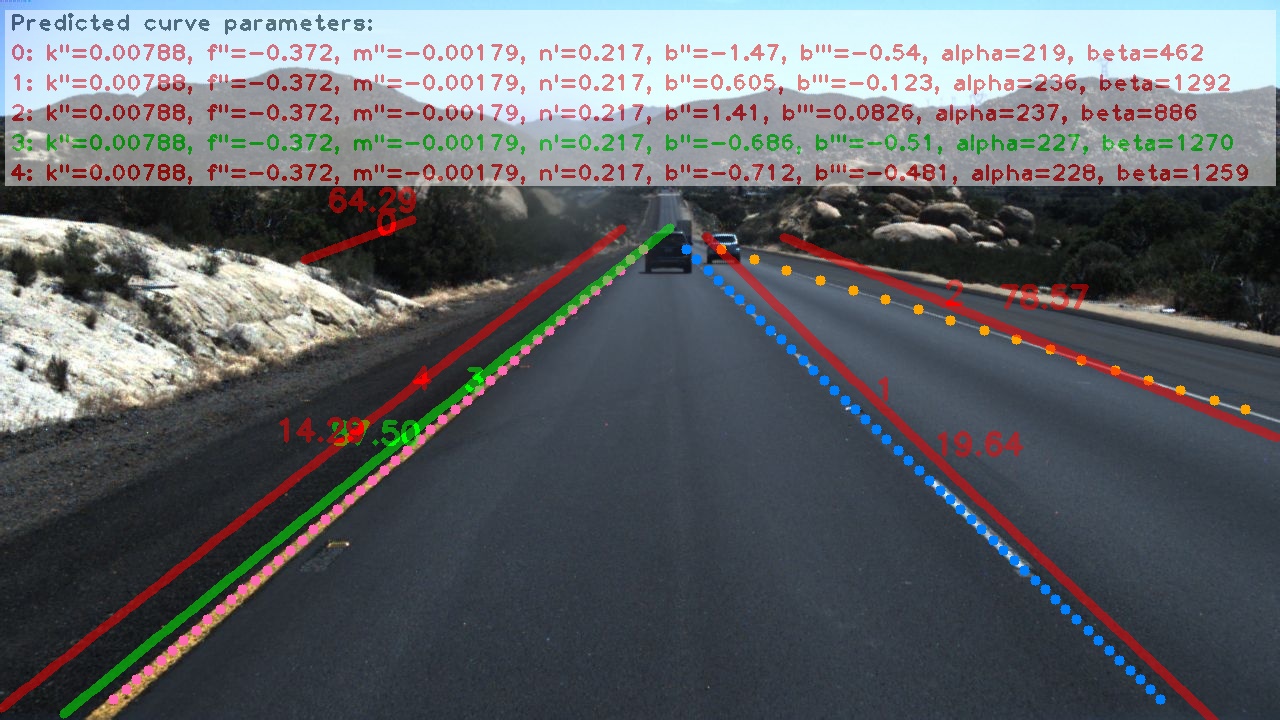 Predicted curve parameters:
0: k''=0.00788, f''=-0.372, m''=-0.00179, n'=0.217, b''=-1.47, b'''=-0.54, alpha=219, beta=462
1: k''=0.00788, f''=-0.372, m''=-0.00179, n'=0.217, b''=0.605, b'''=-0.123, alpha=236, beta=1292
2: k''=0.00788, f''=-0.372, m''=-0.00179, n'=0.217, b''=1.41, b'''=0.0826, alpha=237, beta=886
3: k''=0.00788, f''=-0.372, m''=-0.00179, n'=0.217, b''=-0.686, b'''=-0.51, alpha=227, beta=1270
4: k''=0.00788, f''=-0.372, m''=-0.00179, n'=0.217, b''=-0.712, b'''=-0.481, alpha=228, beta=1259
64.29
0
2 78.57
4 3 1
37.50
19.64